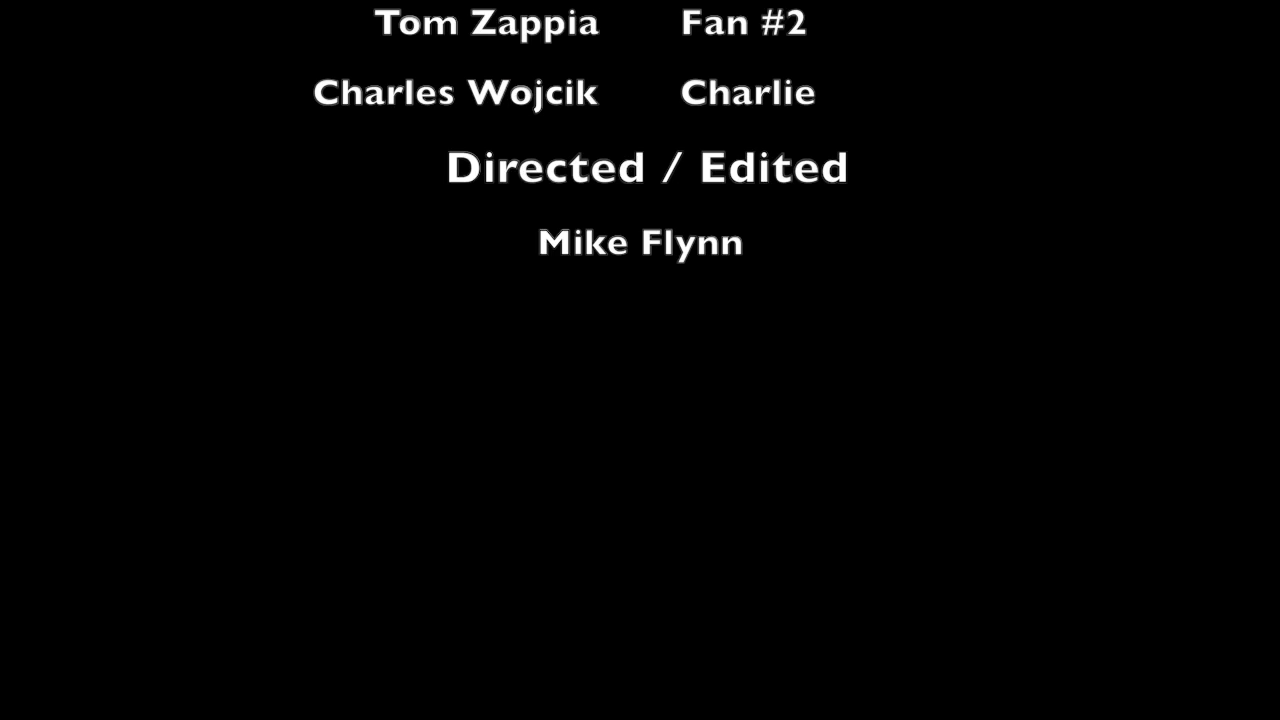 Tom Zappia Fan #2
Charles Wojcik Charlie
Directed / Edited
Mike Flynn